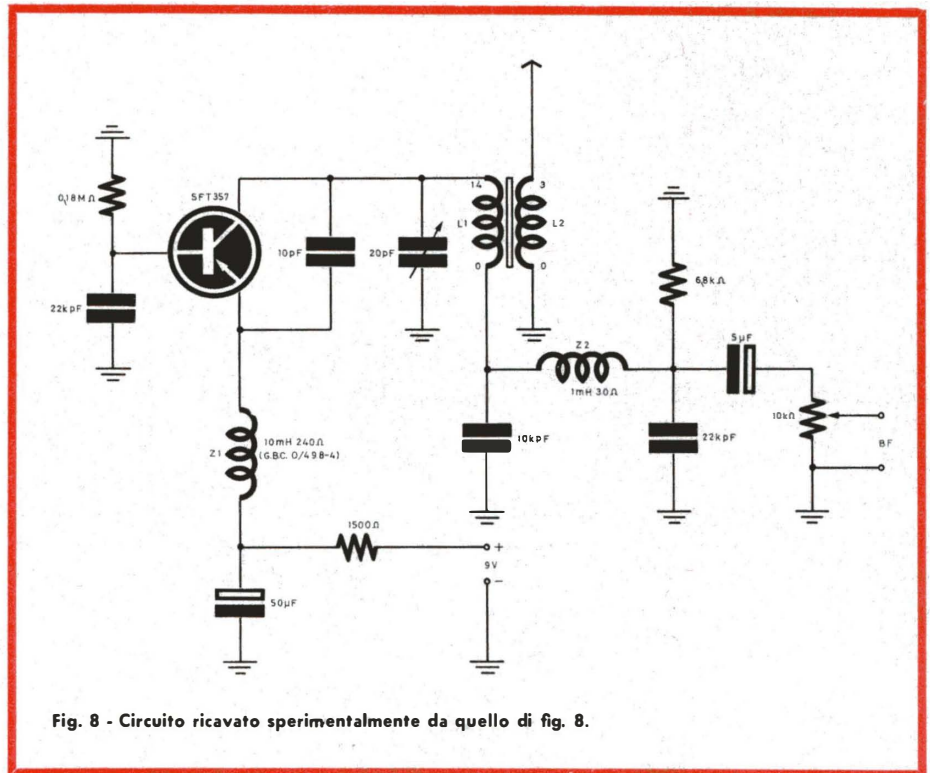 0,18MΩ
22kpF
SFT357
10pF
20pF
14
L1
0
3
L2
0
Z1
10mH 240Ω
(G.B.C. O/498-4)
1500Ω
50µF
+
9V
-
10kpF
Z2
1mH 30Ω
6,8kΩ
22kpF
5µF
10kΩ
BF
Fig. 8 - Circuito ricavato sperimentalmente da quello di fig. 8.